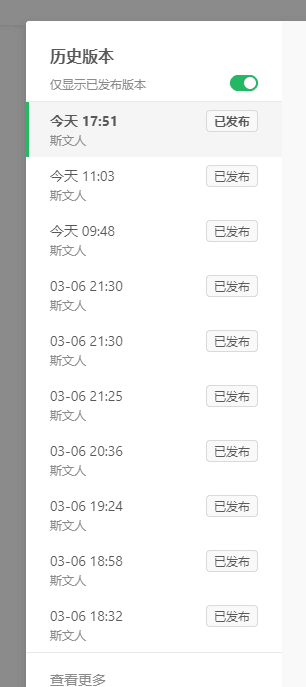 历史版本
仅显示已发布版本
今天 17:51 已发布
斯文人
今天 11:03 已发布
斯文人
今天 09:48 已发布
斯文人
03-06 21:30 已发布
斯文人
03-06 21:30 已发布
斯文人
03-06 21:25 已发布
斯文人
03-06 20:36 已发布
斯文人
03-06 19:24 已发布
斯文人
03-06 18:58 已发布
斯文人
03-06 18:32 已发布
斯文人
查看更多